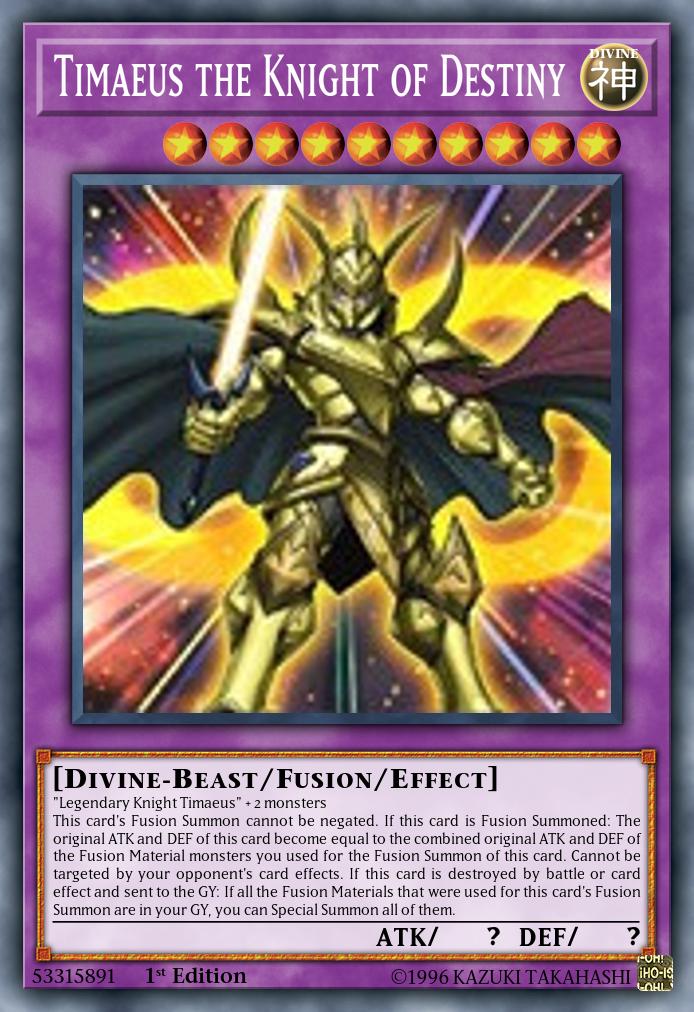 Timaeus the Knight of Destiny
DIVINE
神
[Divine-Beast/Fusion/Effect]
"Legendary Knight Timaeus" + 2 monsters
This card's Fusion Summon cannot be negated. If this card is Fusion Summoned: The
original ATK and DEF of this card become equal to the combined original ATK and DEF of
the Fusion Material monsters you used for the Fusion Summon of this card. Cannot be
targeted by your opponent's card effects. If this card is destroyed by battle or card
effect and sent to the GY: If all the Fusion Materials that were used for this card's Fusion
Summon are in your GY, you can Special Summon all of them.
ATK/ ? DEF/ ?
53315891 1st Edition ©1996 KAZUKI TAKAHASHI